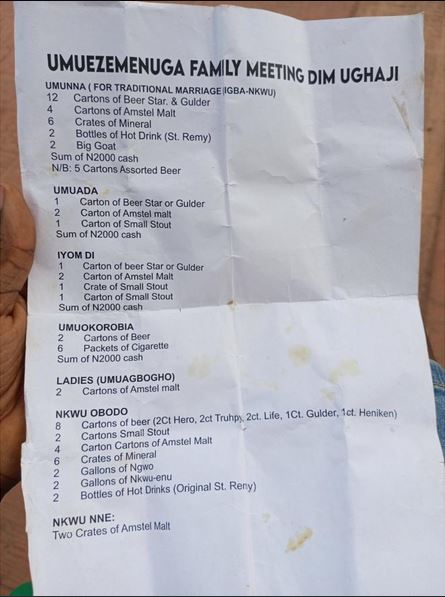 UMUEZEMENUGA FAMILY MEETING DIM UGHAJI
UMUNNA ( FOR TRADITIONAL MARRIAGE IGBA-NKWU)
12 Cartons of Beer Star. & Gulder
4 Cartons of Amstel Malt
6 Crates of Mineral
2 Bottles of Hot Drink (St. Remy)
2 Big Goat
Sum of N2000 cash
N/B: 5 Cartons Assorted Beer
UMUADA
1 Carton of Beer Star or Gulder
2 Carton of Amstel malt
1 Carton of Small Stout
Sum of N2000 cash
IYOM DI
1 Carton of beer Star or Gulder
2 Carton of Amstel Malt
1 Crate of Small Stout
1 Carton of Small Stout
Sum of N2000 cash
UMUOKOROBIA
2 Cartons of Beer
6 Packets of Cigarette
Sum of N2000 cash
LADIES (UMUAGBOGHO)
2 Cartons of Amstel malt
NKWU OBODO
8 Cartons of beer (2Ct Hero, 2ct Truhpy, 2ct. Life, 1Ct. Gulder, 1ct. Heniken)
2 Cartons Small Stout
4 Carton Cartons of Amstel Malt
6 Crates of Mineral
2 Gallons of Ngwo
2 Gallons of Nkwu-enu
2 Bottles of Hot Drinks (Original St. Reny)
NKWU NNE:
Two Crates of Amstel Malt